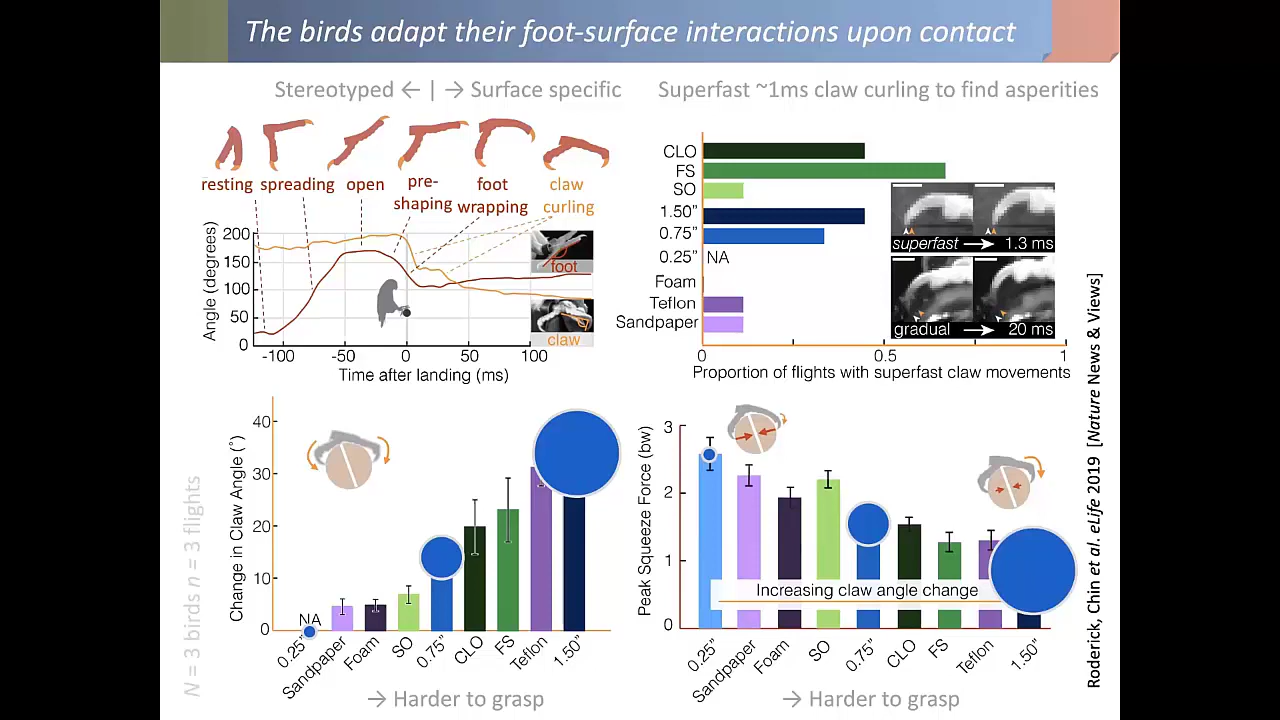 The birds adapt their foot-surface interactions upon contact
Stereotyped ← | → Surface specific
resting spreading open pre-shaping foot wrapping claw curling
Angle (degrees)
200
150
100
50
0
-100 -50 0 50 100
Time after landing (ms)
foot
claw
Superfast ~1ms claw curling to find asperities
CLO
FS
SO
1.50"
0.75"
0.25" NA
Foam
Teflon
Sandpaper
0 0.5 1
Proportion of flights with superfast claw movements
superfast → 1.3 ms
gradual → 20 ms
Change in Claw Angle (°)
40
30
20
10
0
NA
0.25" Sandpaper Foam SO 0.75" CLO FS Teflon 1.50"
→ Harder to grasp
Peak Squeeze Force (bw)
3
2
1
0
Increasing claw angle change
0.25" Sandpaper Foam SO 0.75" CLO FS Teflon 1.50"
→ Harder to grasp
N = 3 birds n = 3 flights
Roderick, Chin et al. eLife 2019 [Nature News & Views]